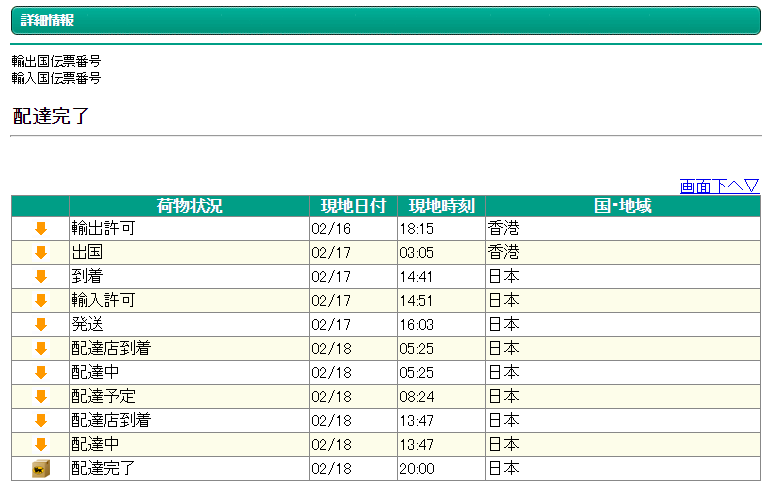 詳細情報
輸出国伝票番号
輸入国伝票番号
配達完了
画面下へ▽
荷物状況 現地日付 現地時刻 国・地域
輸出許可 02/16 18:15 香港
出国 02/17 03:05 香港
到着 02/17 14:41 日本
輸入許可 02/17 14:51 日本
発送 02/17 16:03 日本
配達店到着 02/18 05:25 日本
配達中 02/18 05:25 日本
配達予定 02/18 08:24 日本
配達店到着 02/18 13:47 日本
配達中 02/18 13:47 日本
配達完了 02/18 20:00 日本